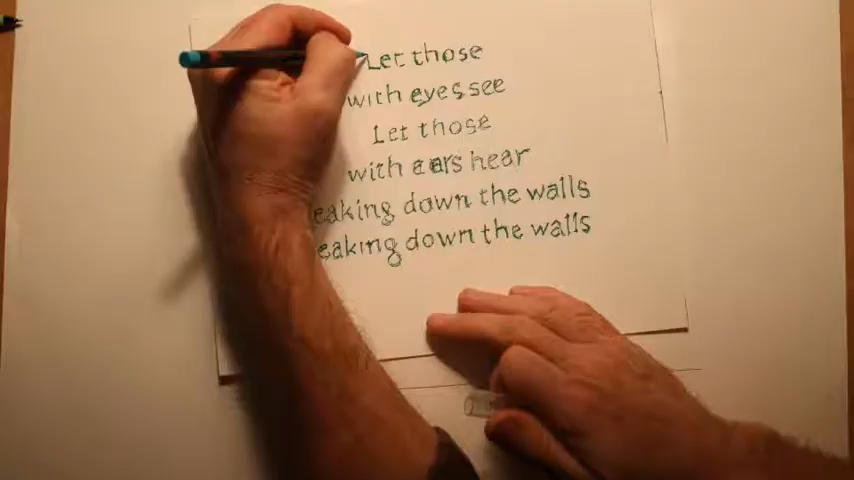 Let those
with eyes see
Let those
with ears hear
eaking down the walls
eaking down the walls